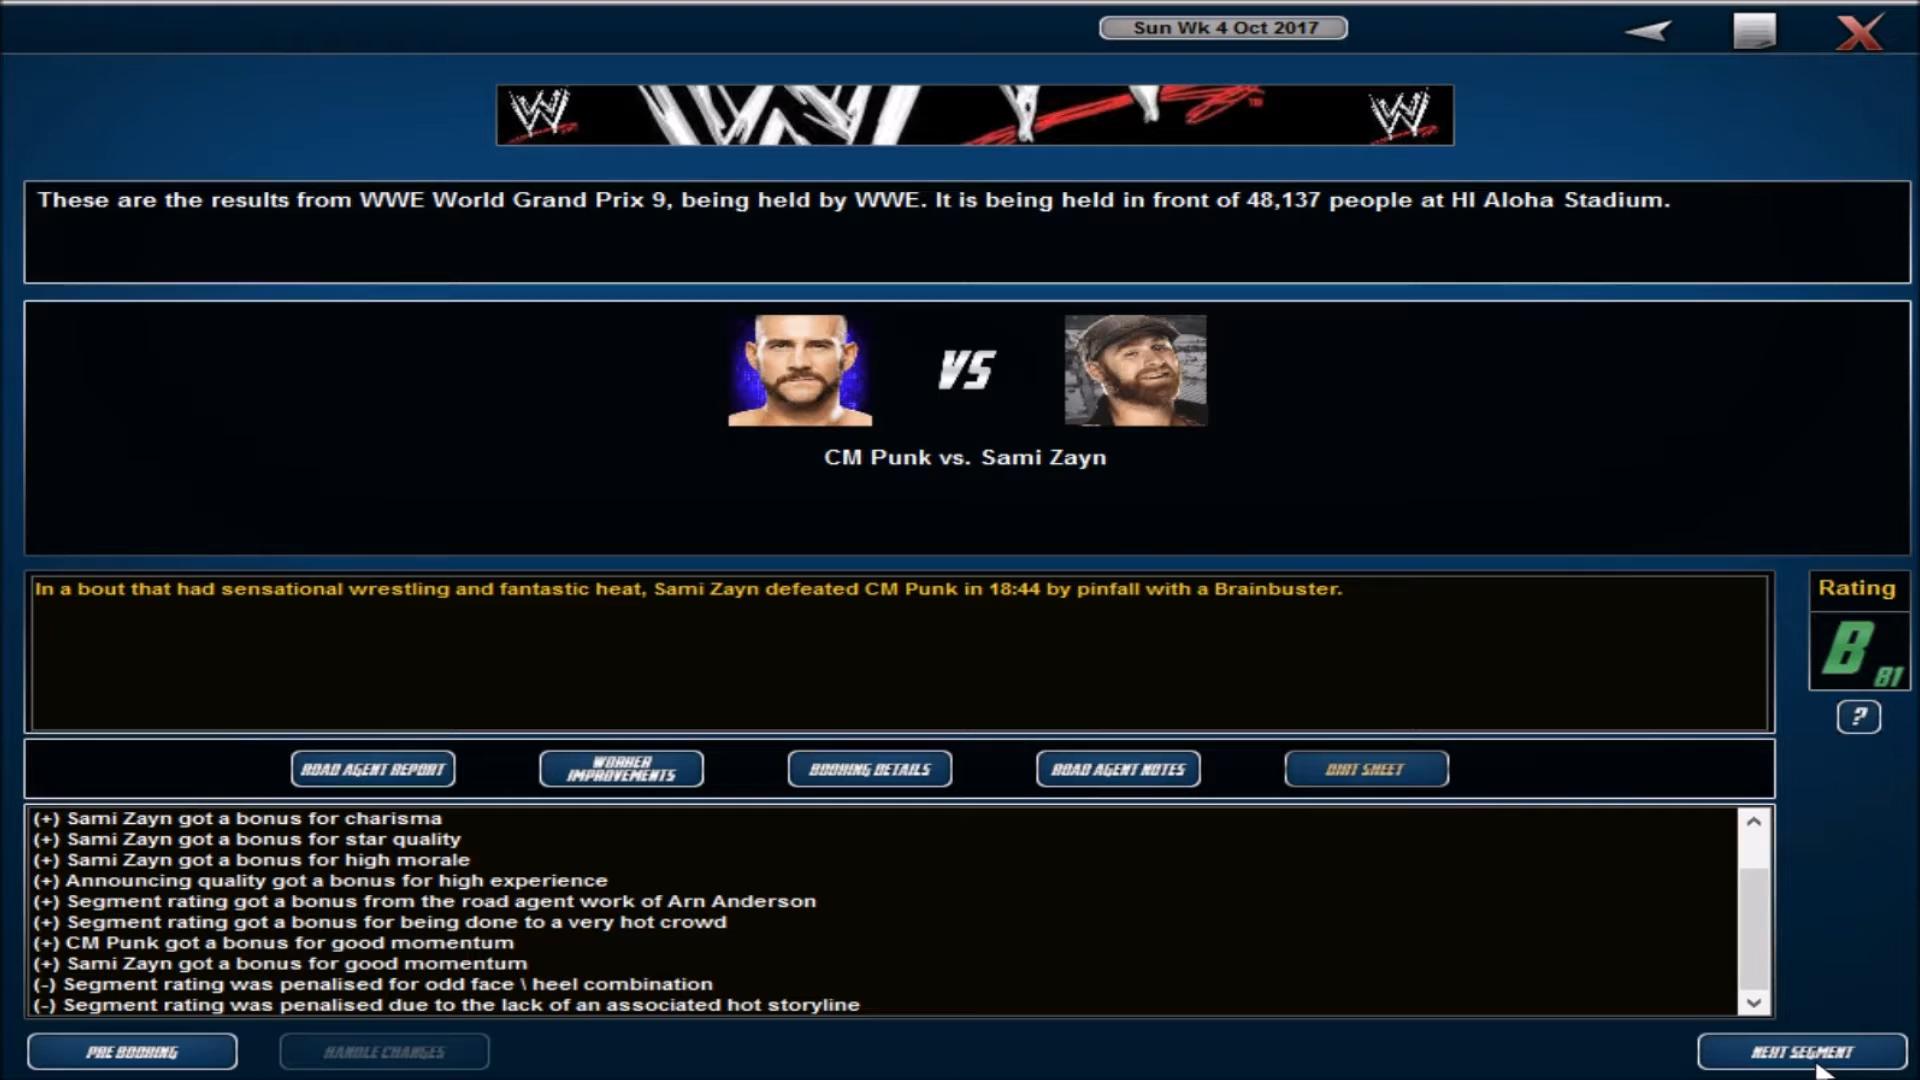 Sun Wk 4 Oct 2017
These are the results from WWE World Grand Prix 9, being held by WWE. It is being held in front of 48,137 people at HI Aloha Stadium.
VS
CM Punk vs. Sami Zayn
In a bout that had sensational wrestling and fantastic heat, Sami Zayn defeated CM Punk in 18:44 by pinfall with a Brainbuster.
Rating
B 81
?
ROAD AGENT REPORT
WORKER IMPROVEMENTS
BOOKING DETAILS
ROAD AGENT NOTES
DIRT SHEET
(+) Sami Zayn got a bonus for charisma
(+) Sami Zayn got a bonus for star quality
(+) Sami Zayn got a bonus for high morale
(+) Announcing quality got a bonus for high experience
(+) Segment rating got a bonus from the road agent work of Arn Anderson
(+) Segment rating got a bonus for being done to a very hot crowd
(+) CM Punk got a bonus for good momentum
(+) Sami Zayn got a bonus for good momentum
(-) Segment rating was penalised for odd face \ heel combination
(-) Segment rating was penalised due to the lack of an associated hot storyline
PRE BOOKING
HANDLE CHANGES
NEXT SEGMENT